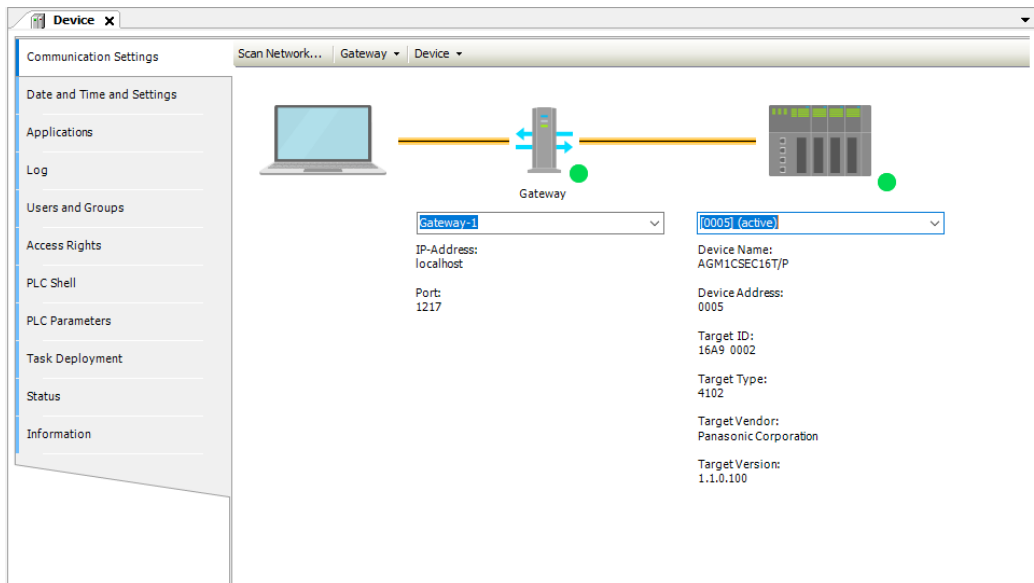 Device
Communication Settings
Date and Time and Settings
Applications
Log
Users and Groups
Access Rights
PLC Shell
PLC Parameters
Task Deployment
Status
Information
Scan Network... Gateway Device
Gateway
Gateway-1
IP-Address:
localhost
Port:
1217
[0005] (active)
Device Name:
AGM1CSEC16T/P
Device Address:
0005
Target ID:
16A9 0002
Target Type:
4102
Target Vendor:
Panasonic Corporation
Target Version:
1.1.0.100